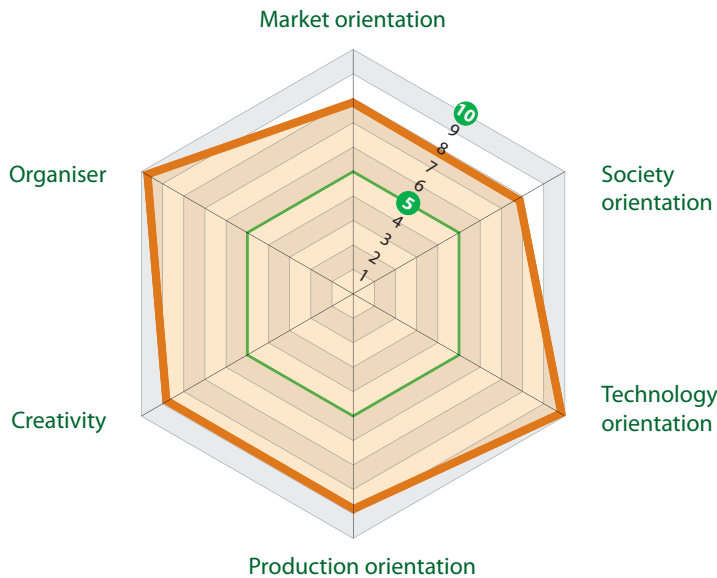 Market orientation
10
9
8
7
6
5
4
3
2
1
Organiser
Society
orientation
Creativity
Technology
orientation
Production orientation